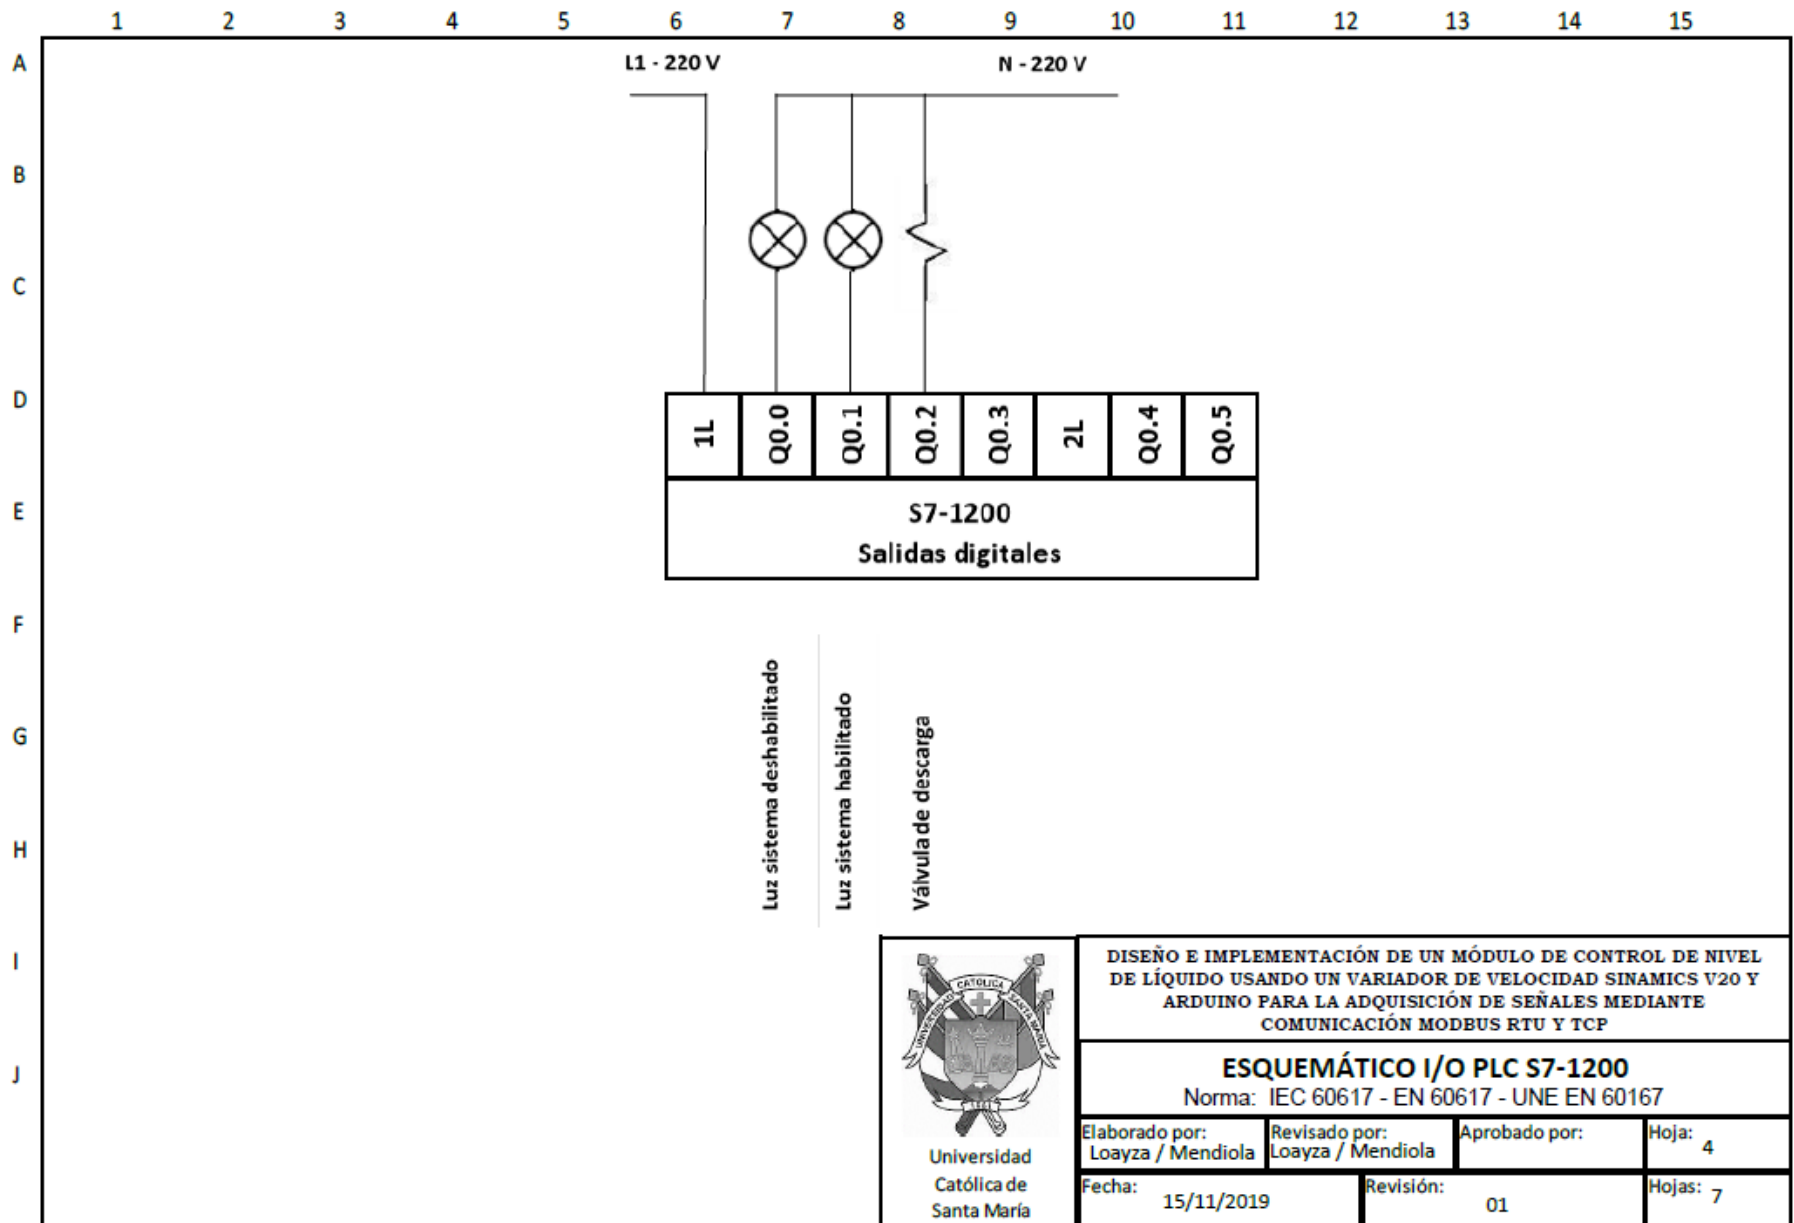 1 2 3 4 5 6 7 8 9 10 11 12 13 14 15
A
B
C
D
E
F
G
H
I
J
L1 - 220 V
N - 220 V
1L
Q0.0
Q0.1
Q0.2
Q0.3
2L
Q0.4
Q0.5
S7-1200
Salidas digitales
Luz sistema deshabilitado
Luz sistema habilitado
Válvula de descarga
UNIVERSIDAD CATOLICA SANTA MARIA
1961
Universidad
Católica de
Santa María
DISEÑO E IMPLEMENTACIÓN DE UN MÓDULO DE CONTROL DE NIVEL
DE LÍQUIDO USANDO UN VARIADOR DE VELOCIDAD SINAMICS V20 Y
ARDUINO PARA LA ADQUISICIÓN DE SEÑALES MEDIANTE
COMUNICACIÓN MODBUS RTU Y TCP
ESQUEMÁTICO I/O PLC S7-1200
Norma: IEC 60617 - EN 60617 - UNE EN 60167
Elaborado por:
Loayza / Mendiola
Revisado por:
Loayza / Mendiola
Aprobado por:
Hoja: 4
Fecha: 15/11/2019
Revisión: 01
Hojas: 7